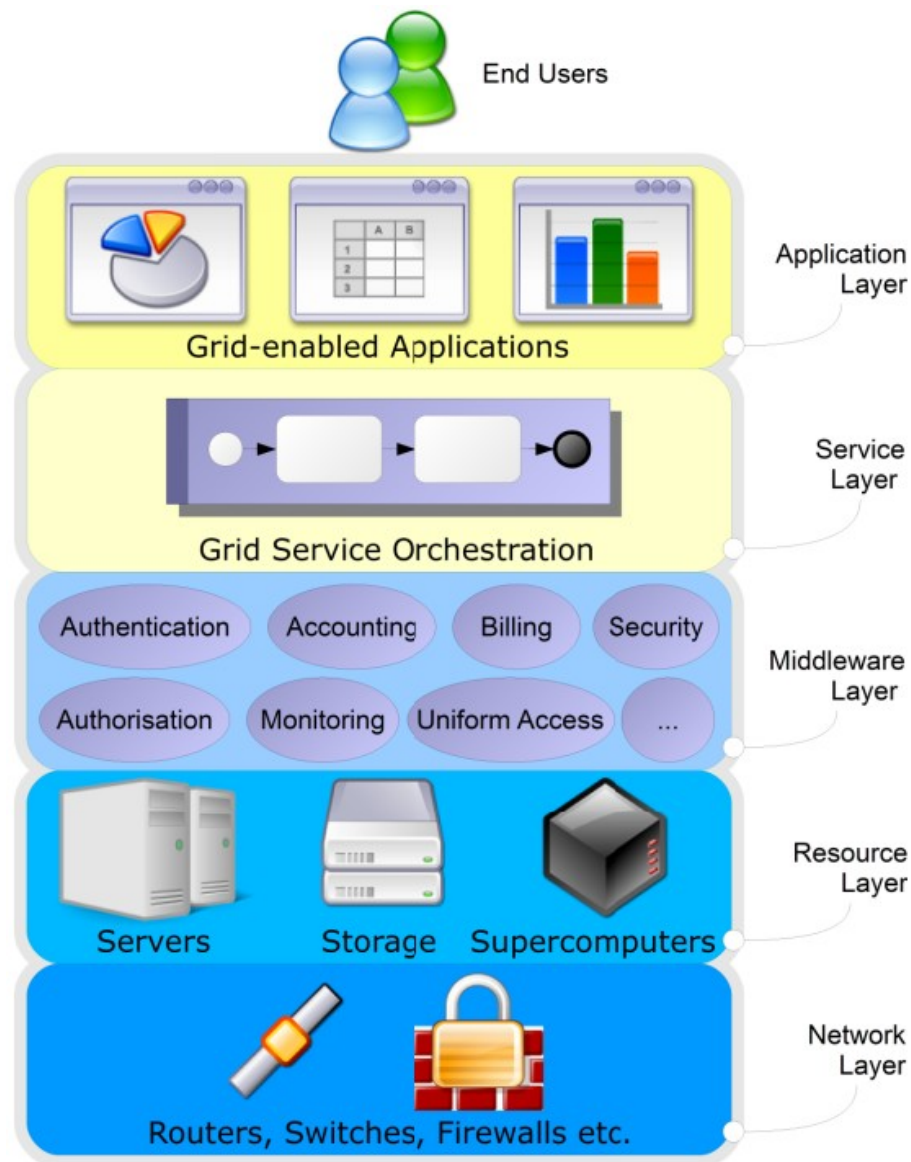 End Users
A B
1
2
3
Grid-enabled Applications
Application
Layer
Grid Service Orchestration
Service
Layer
Authentication Accounting Billing Security
Authorisation Monitoring Uniform Access ...
Middleware
Layer
Servers Storage Supercomputers
Resource
Layer
Routers, Switches, Firewalls etc.
Network
Layer